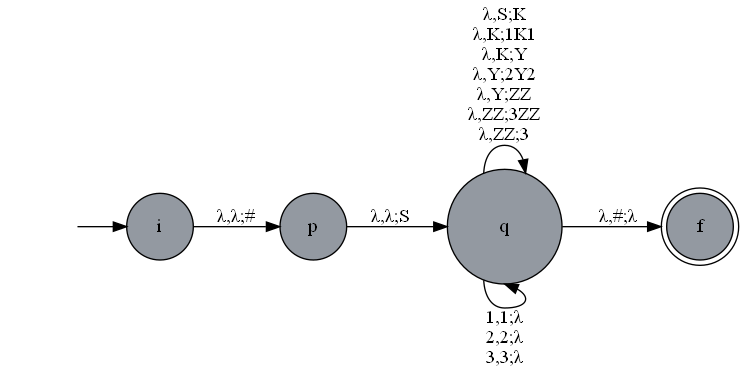 λ,S;K
λ,K;1K1
λ,K;Y
λ,Y;2Y2
λ,Y;ZZ
λ,ZZ;3ZZ
λ,ZZ;3
i
λ,λ;#
p
λ,λ;S
q
λ,#;λ
f
1,1;λ
2,2;λ
3,3;λ